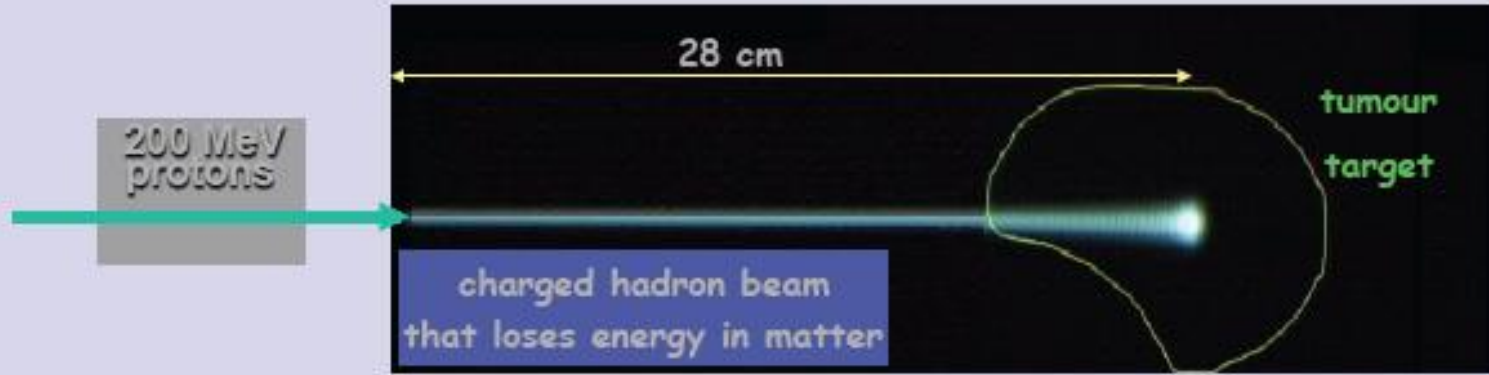 28 cm
200 MeV
protons
tumour
target
charged hadron beam
that loses energy in matter